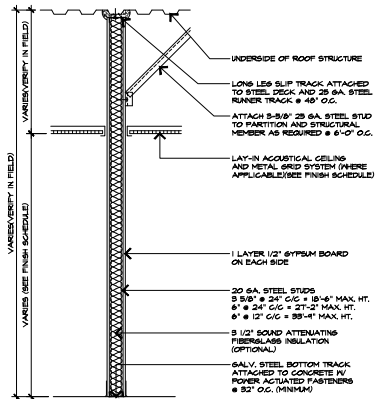 UNDERSIDE OF ROOF STRUCTURE
LONG LEG SLIP TRACK ATTACHED
TO STEEL DECK AND 25 GA. STEEL
RUNNER TRACK @ 48" O.C.
ATTACH 3-5/8" 25 GA. STEEL STUD
TO PARTITION AND STRUCTURAL
MEMBER AS REQUIRED @ 6'-0" O.C.
LAY-IN ACOUSTICAL CEILING
AND METAL GRID SYSTEM (WHERE
APPLICABLE)(SEE FINISH SCHEDULE)
1 LAYER 1/2" GYPSUM BOARD
ON EACH SIDE
20 GA. STEEL STUDS
3 5/8" @ 24" C/C = 18'-6" MAX. HT.
6" @ 24" C/C = 27'-2" MAX. HT.
6" @ 12" C/C = 33'-9" MAX. HT.
3 1/2" SOUND ATTENUATING
FIBERGLASS INSULATION
(OPTIONAL)
GALV. STEEL BOTTOM TRACK
ATTACHED TO CONCRETE W/
POWER ACTUATED FASTENERS
@ 32" O.C. (MINIMUM)
VARIES(VERIFY IN FIELD)
VARIES(VERIFY IN FIELD)
VARIES (SEE FINISH SCHEDULE)